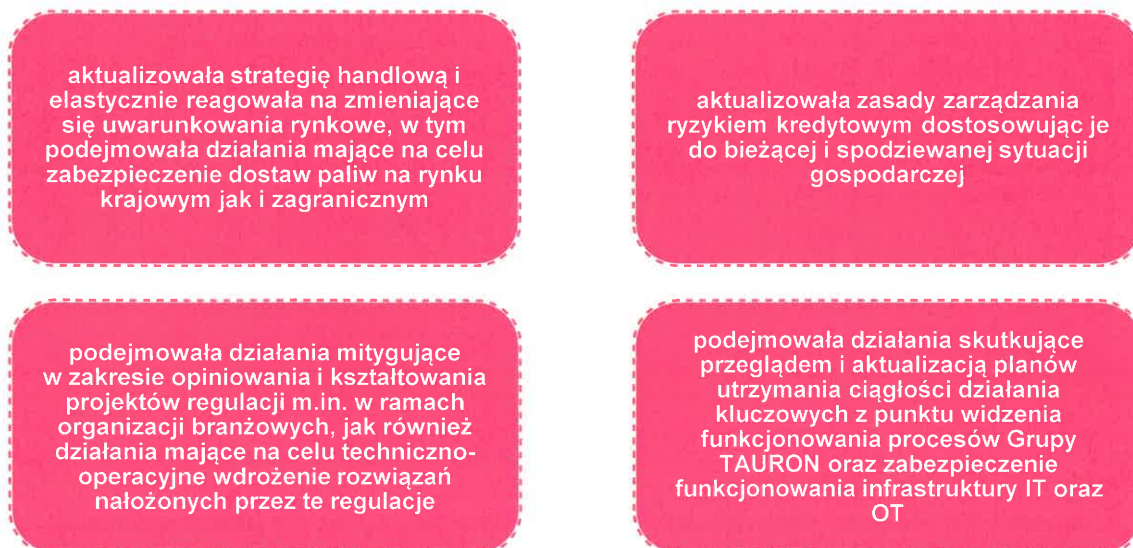 aktualizowała strategię handlową i
elastycznie reagowała na zmieniające
się uwarunkowania rynkowe, w tym
podejmowała działania mające na celu
zabezpieczenie dostaw paliw na rynku
krajowym jak i zagranicznym
aktualizowała zasady zarządzania
ryzykiem kredytowym dostosowując je
do bieżącej i spodziewanej sytuacji
gospodarczej
podejmowała działania mitygujące
w zakresie opiniowania i kształtowania
projektów regulacji m.in. w ramach
organizacji branżowych, jak również
działania mające na celu techniczno-
operacyjne wdrożenie rozwiązań
nałożonych przez te regulacje
podejmowała działania skutkujące
przeglądem i aktualizacją planów
utrzymania ciągłości działania
kluczowych z punktu widzenia
funkcjonowania procesów Grupy
TAURON oraz zabezpieczenie
funkcjonowania infrastruktury IT oraz
OT